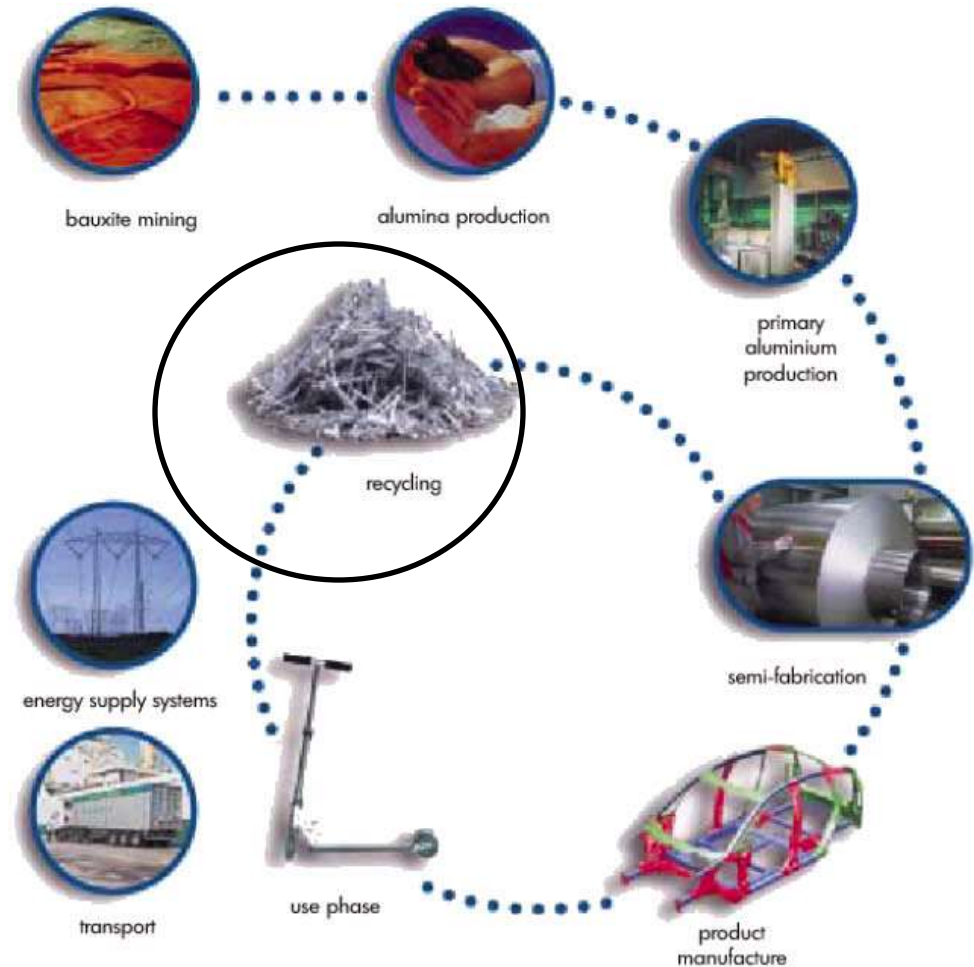 bauxite mining
alumina production
primary
aluminium
production
recycling
semi-fabrication
energy supply systems
transport
use phase
product
manufacture